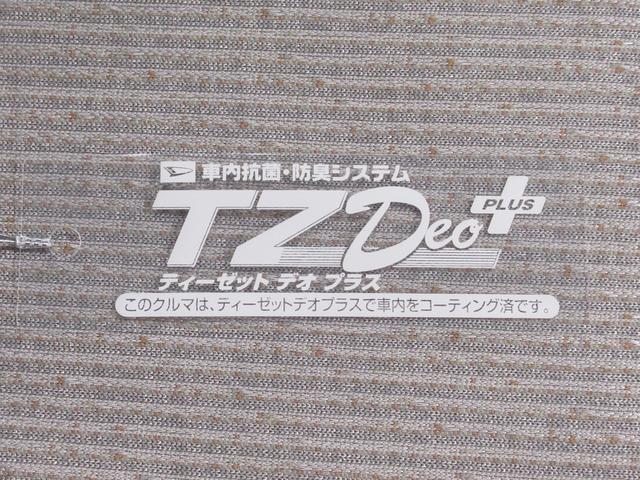 車内抗菌・防臭システム
TZDeo PLUS
ティーゼット デオ プラス
このクルマは、ティーゼットデオプラスで車内をコーティング済です。